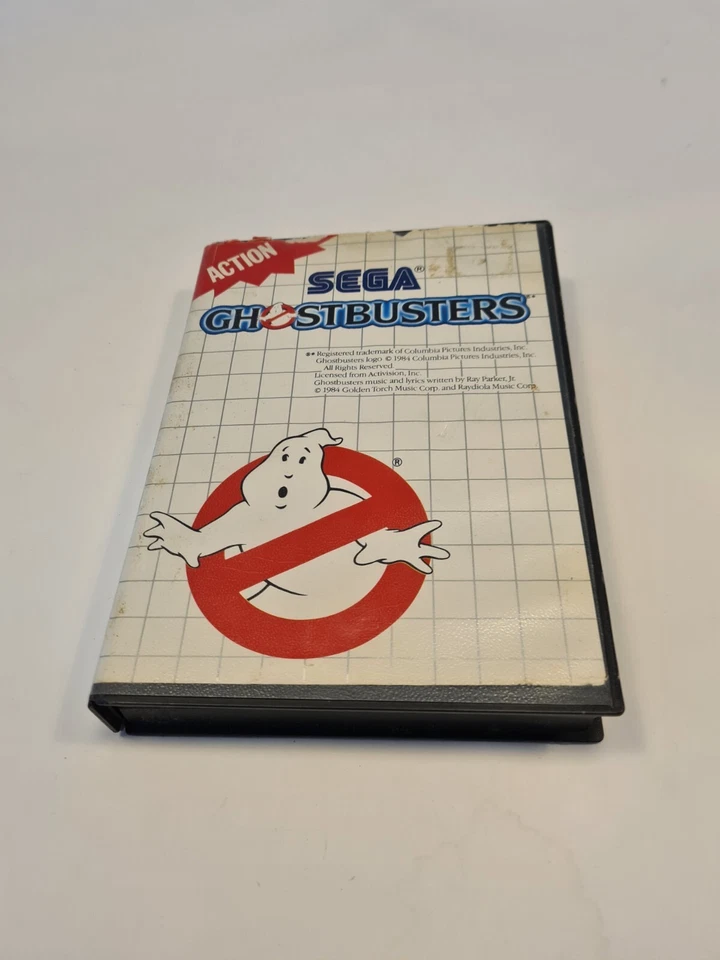 ACTION
SEGA®
GHOSTBUSTERS™
®™ Registered trademark of Columbia Pictures Industries, Inc.
Ghostbusters logo © 1984 Columbia Pictures Industries, Inc.
All Rights Reserved
Licensed from Activision, Inc.
Ghostbusters music and lyrics written by Ray Parker, Jr.
© 1984 Golden Torch Music Corp. and Raydiola Music Corp.
®